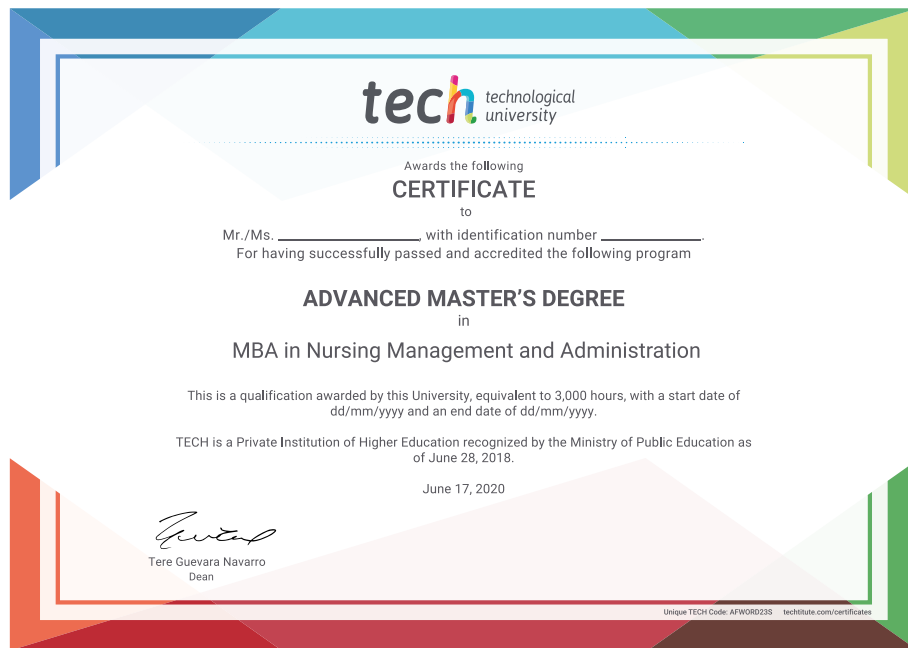 tech technological
university
Awards the following
CERTIFICATE
to
Mr./Ms. ____________________, with identification number ______________.
For having successfully passed and accredited the following program
ADVANCED MASTER'S DEGREE
in
MBA in Nursing Management and Administration
This is a qualification awarded by this University, equivalent to 3,000 hours, with a start date of
dd/mm/yyyy and an end date of dd/mm/yyyy.
TECH is a Private Institution of Higher Education recognized by the Ministry of Public Education as
of June 28, 2018.
June 17, 2020
Tere Guevara Navarro
Dean
Unique TECH Code: AFWORD23S techtitute.com/certificates